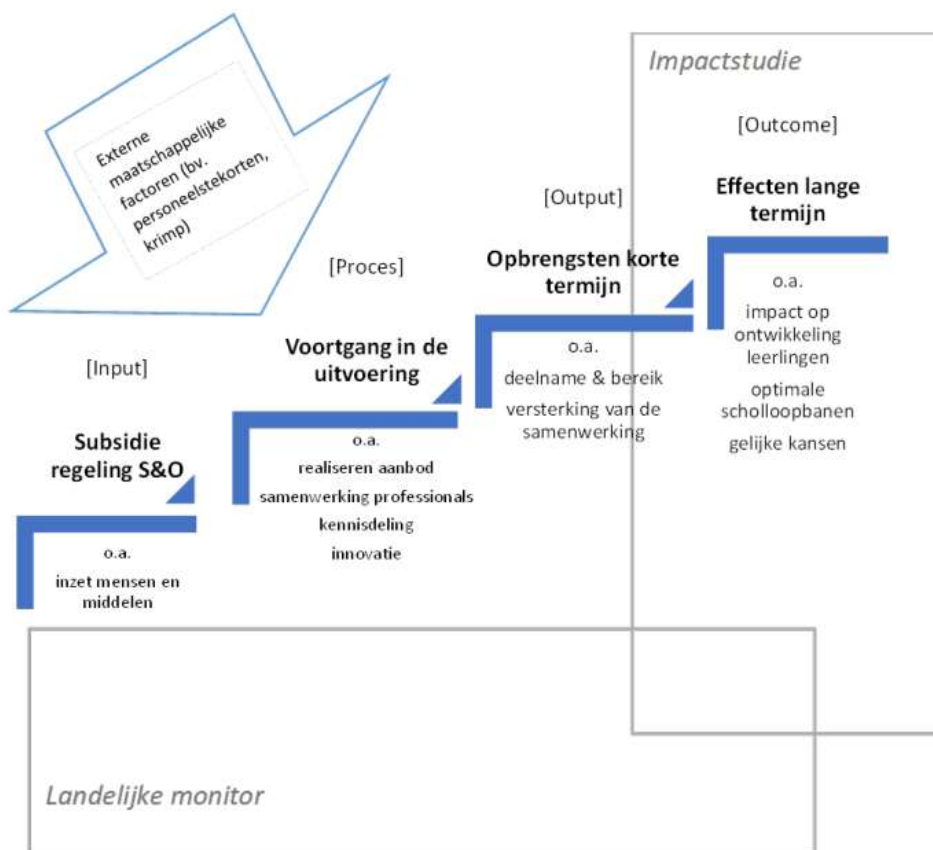 Externe
maatschappelijke
factoren (bv.
personeelstekorten,
krimp)
[Input]
Subsidie
regeling S&O
o.a.
inzet mensen en
middelen
[Proces]
Voortgang in de
uitvoering
o.a.
realiseren aanbod
samenwerking professionals
kennisdeling
innovatie
[Output]
Opbrengsten korte
termijn
o.a.
deelname & bereik
versterking van de
samenwerking
Impactstudie
[Outcome]
Effecten lange
termijn
o.a.
impact op
ontwikkeling
leerlingen
optimale
scholloopbanen
gelijke kansen
Landelijke monitor